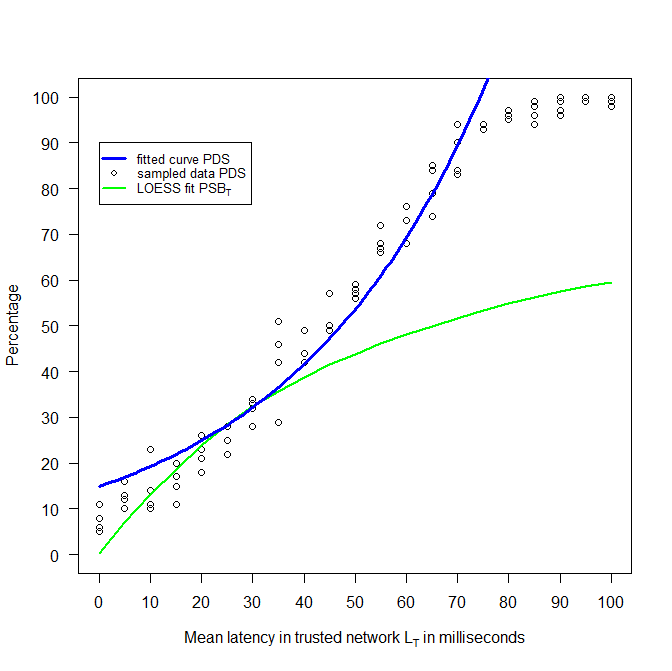 100
90
80
70
60
50
40
30
20
10
0
Percentage
fitted curve PDS
sampled data PDS
LOESS fit PSB_T
0 10 20 30 40 50 60 70 80 90 100
Mean latency in trusted network L_T in milliseconds